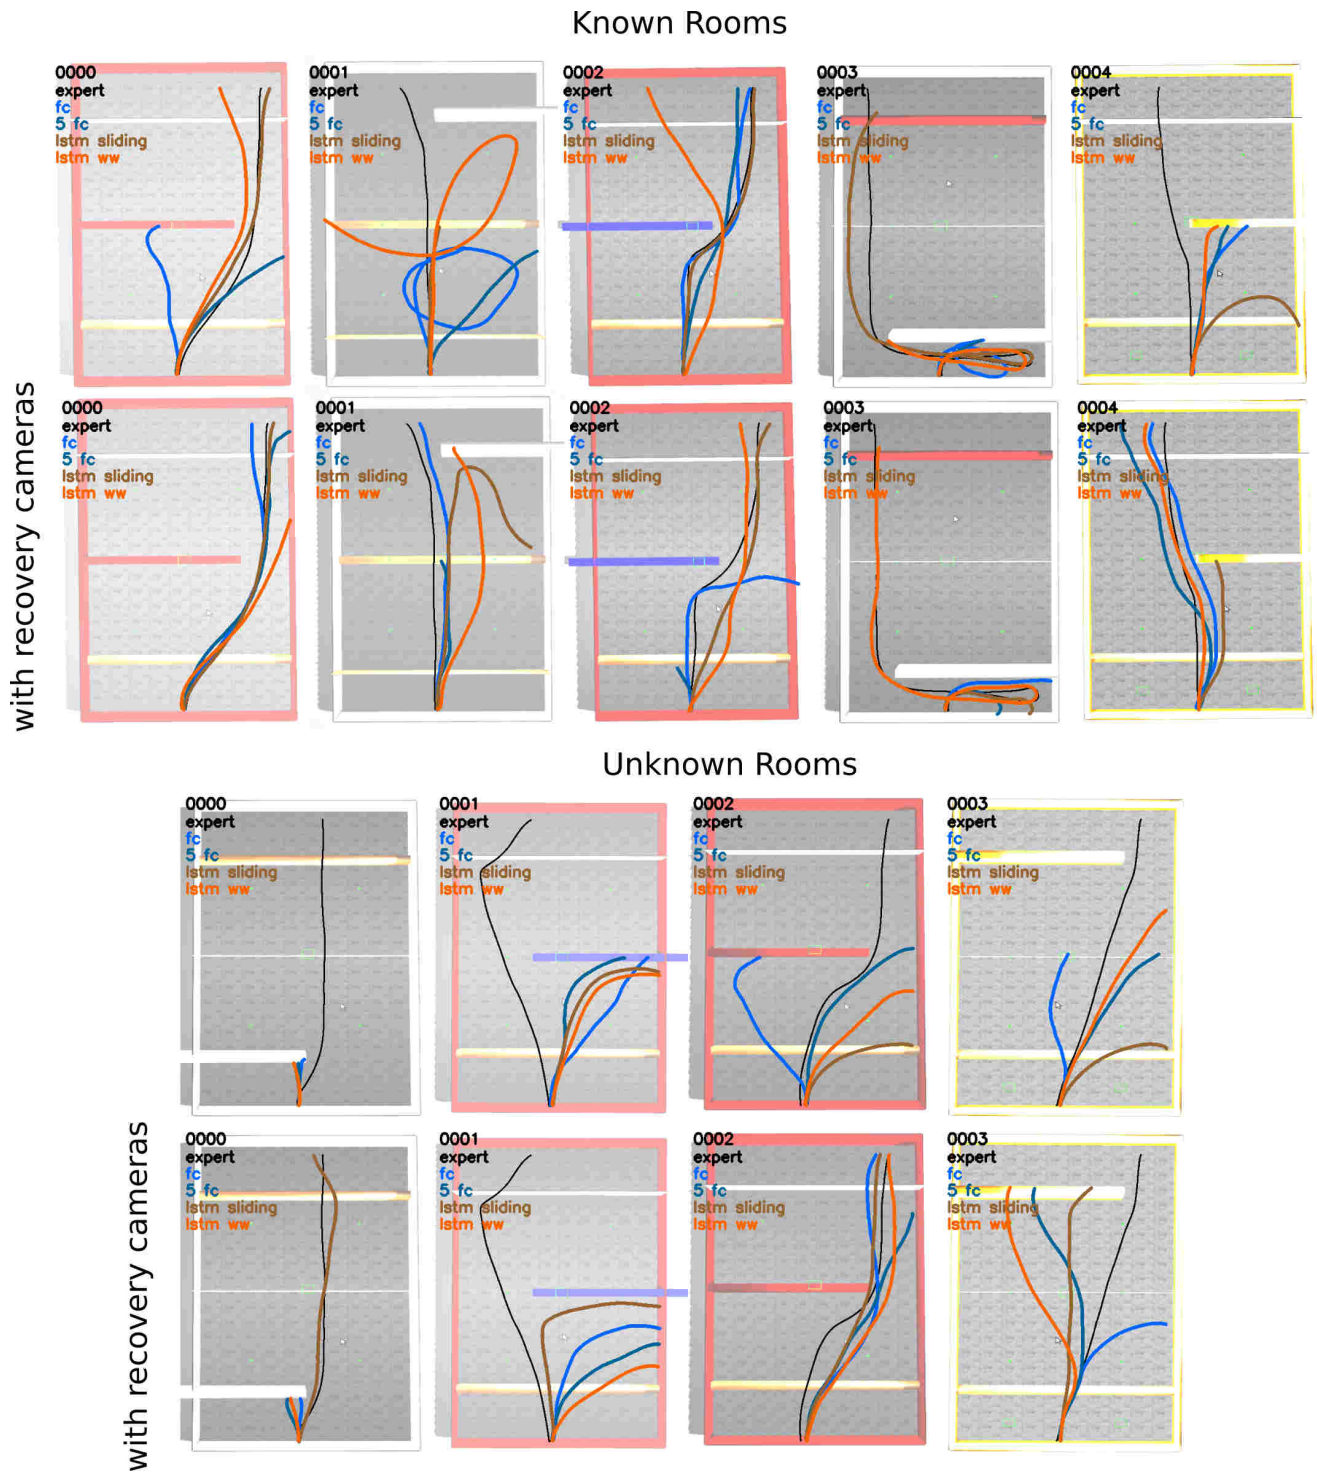 Known Rooms
0000
expert
fc
5 fc
lstm sliding
lstm ww
0001
expert
fc
5 fc
lstm sliding
lstm ww
0002
expert
fc
5 fc
lstm sliding
lstm ww
0003
expert
fc
5 fc
lstm sliding
lstm ww
0004
expert
fc
5 fc
lstm sliding
lstm ww
with recovery cameras
0000
expert
fc
5 fc
lstm sliding
lstm ww
0001
expert
fc
5 fc
lstm sliding
lstm ww
0002
expert
fc
5 fc
lstm sliding
lstm ww
0003
expert
fc
5 fc
lstm sliding
lstm ww
0004
expert
fc
5 fc
lstm sliding
lstm ww
Unknown Rooms
0000
expert
fc
5 fc
lstm sliding
lstm ww
0001
expert
fc
5 fc
lstm sliding
lstm ww
0002
expert
fc
5 fc
lstm sliding
lstm ww
0003
expert
fc
5 fc
lstm sliding
lstm ww
with recovery cameras
0000
expert
fc
5 fc
lstm sliding
lstm ww
0001
expert
fc
5 fc
lstm sliding
lstm ww
0002
expert
fc
5 fc
lstm sliding
lstm ww
0003
expert
fc
5 fc
lstm sliding
lstm ww